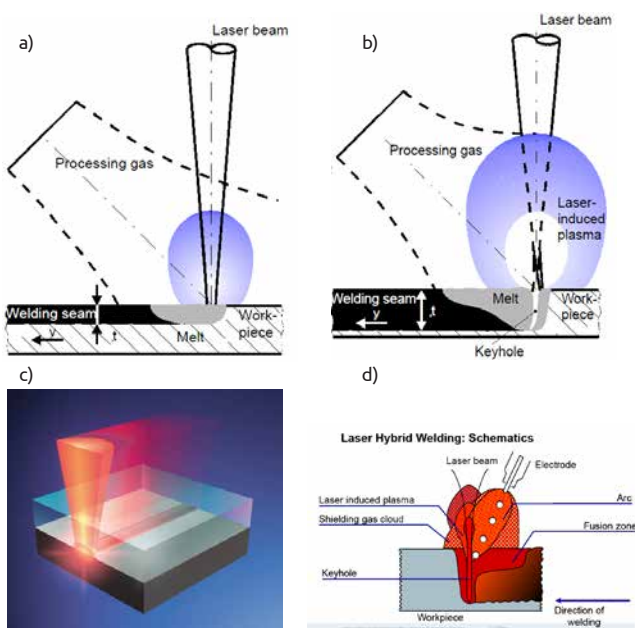 a)
Laser beam
Processing gas
Welding seam
t
v
Melt
Work-
piece
b)
Laser beam
Processing gas
Laser-
induced
plasma
Welding seam
t
y
Melt
Work-
piece
Keyhole
c)
d)
Laser Hybrid Welding: Schematics
Laser beam
Electrode
Laser induced plasma
Arc
Shielding gas cloud
Fusion zone
Keyhole
Workpiece
Direction of
welding